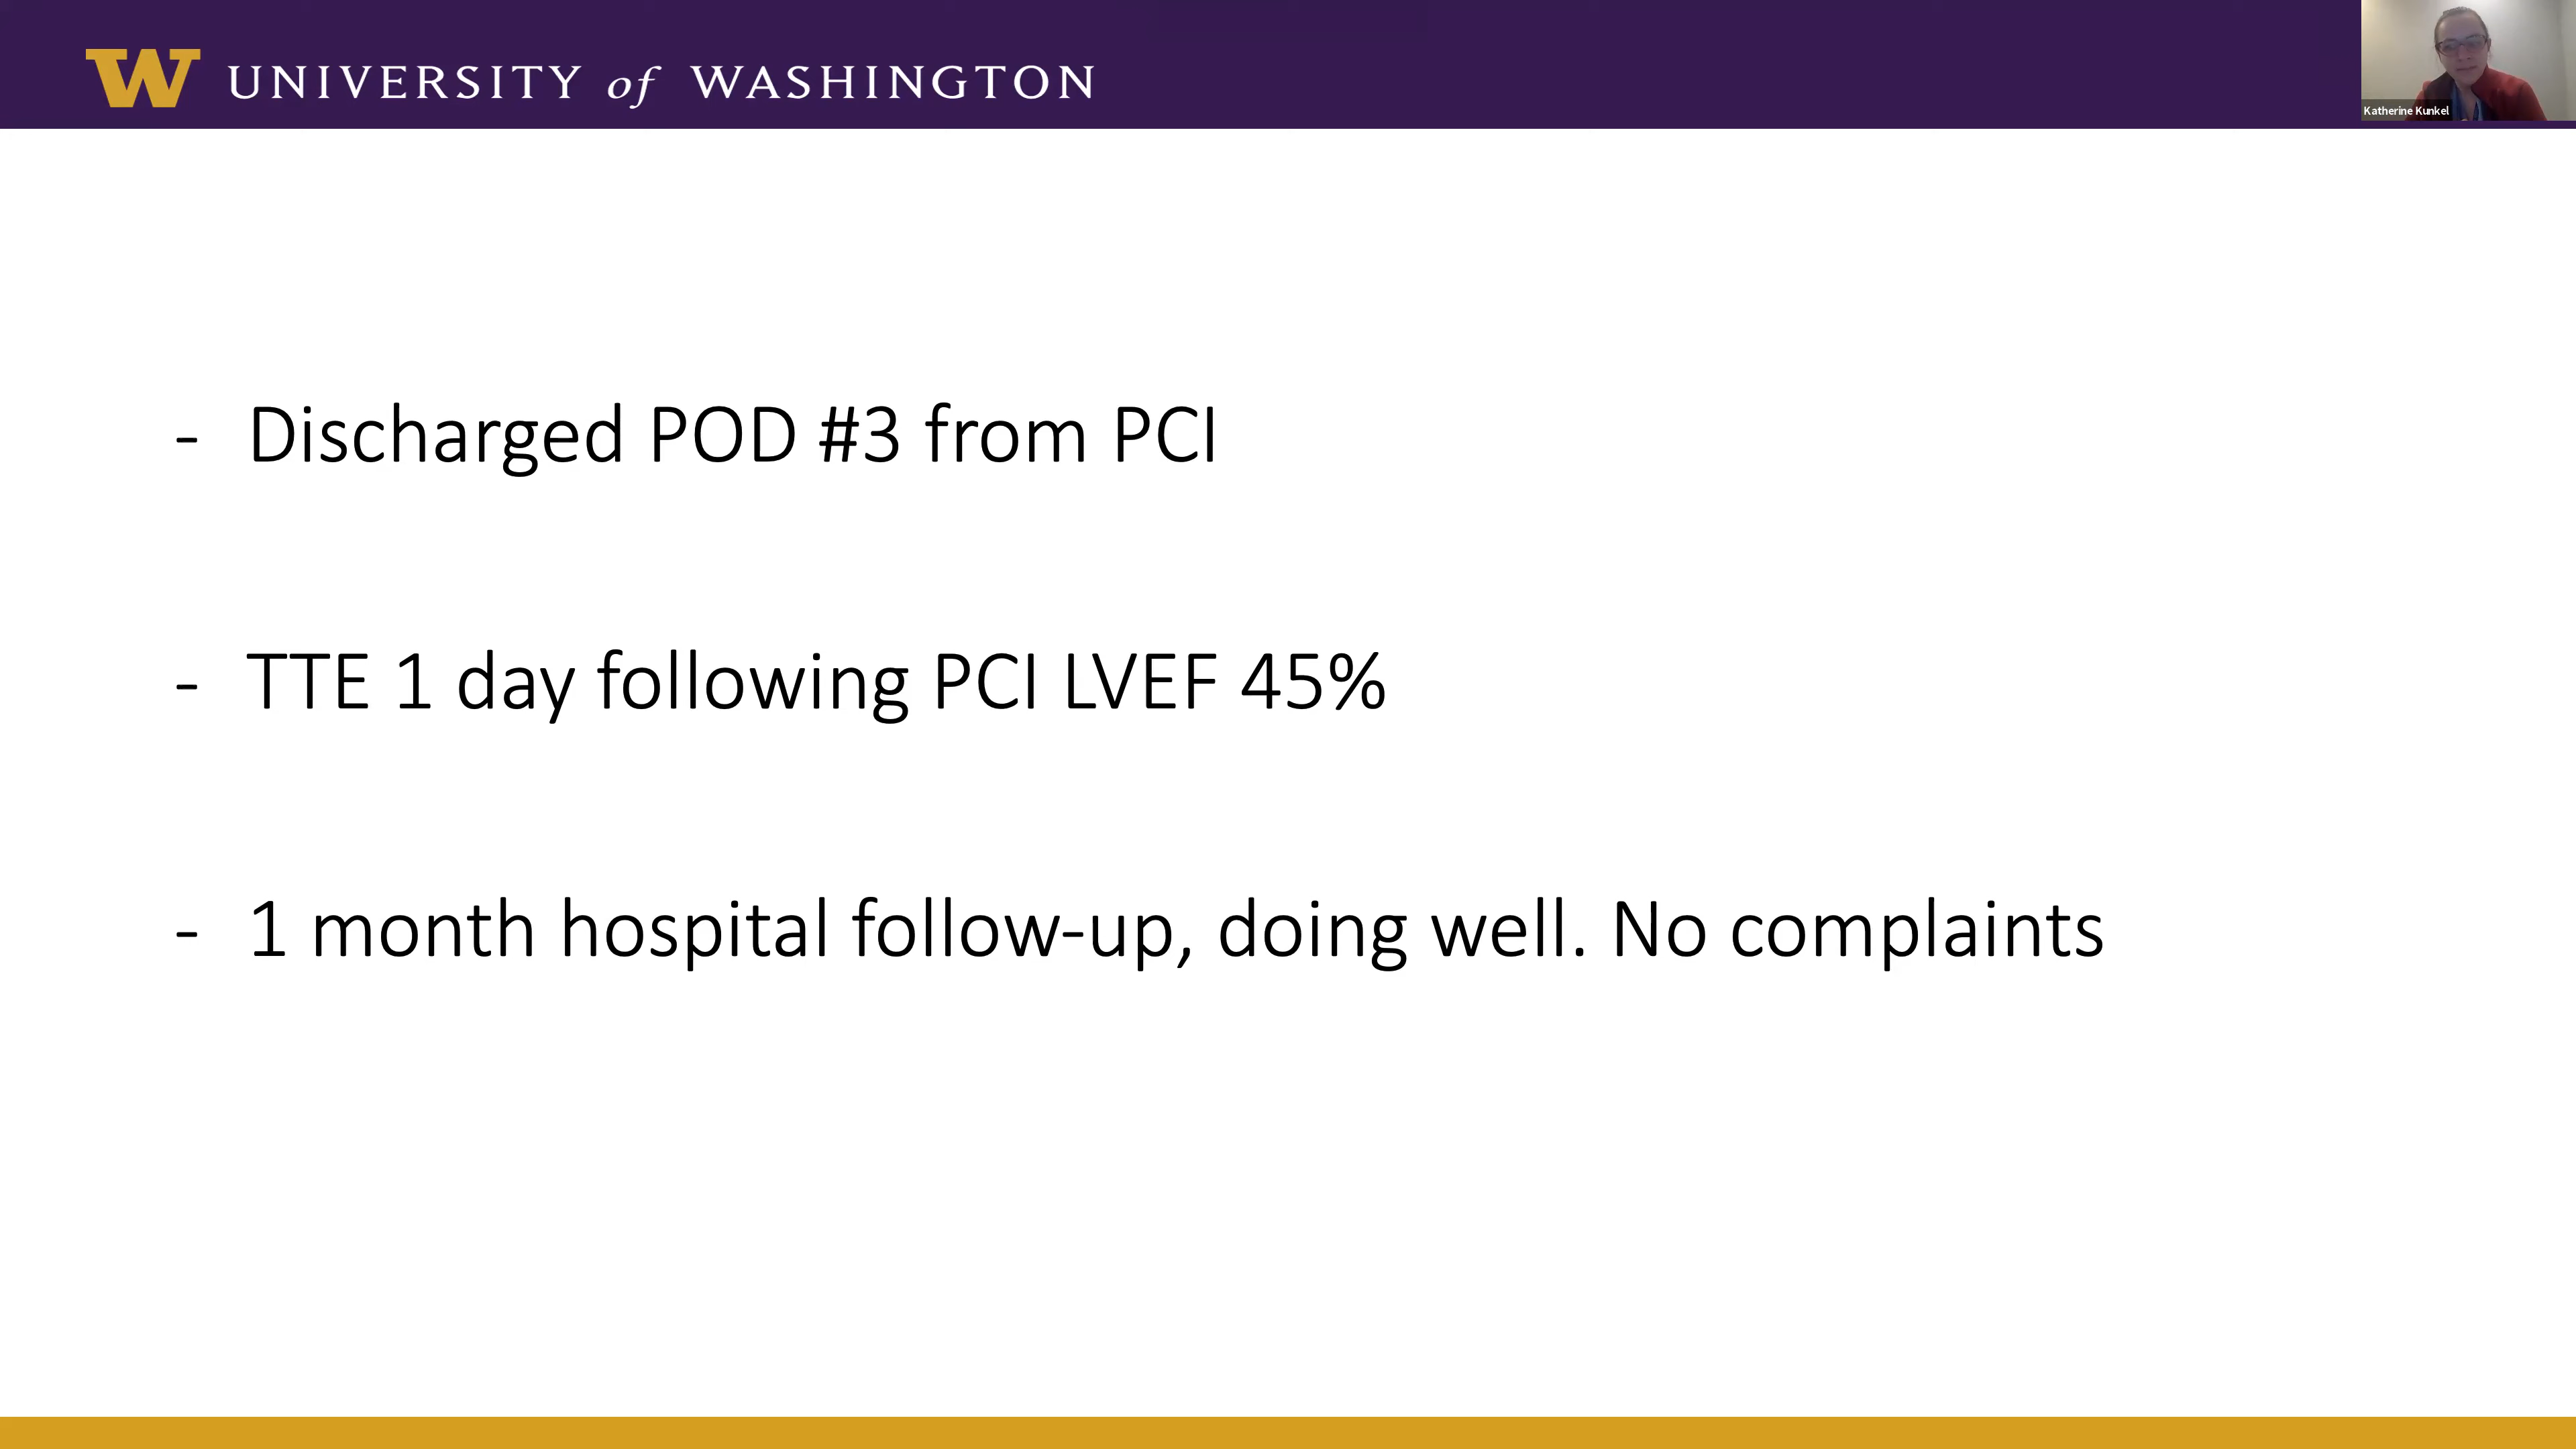 W UNIVERSITY of WASHINGTON
Katherine Kunkel
- Discharged POD #3 from PCI
- TTE 1 day following PCI LVEF 45%
- 1 month hospital follow-up, doing well. No complaints